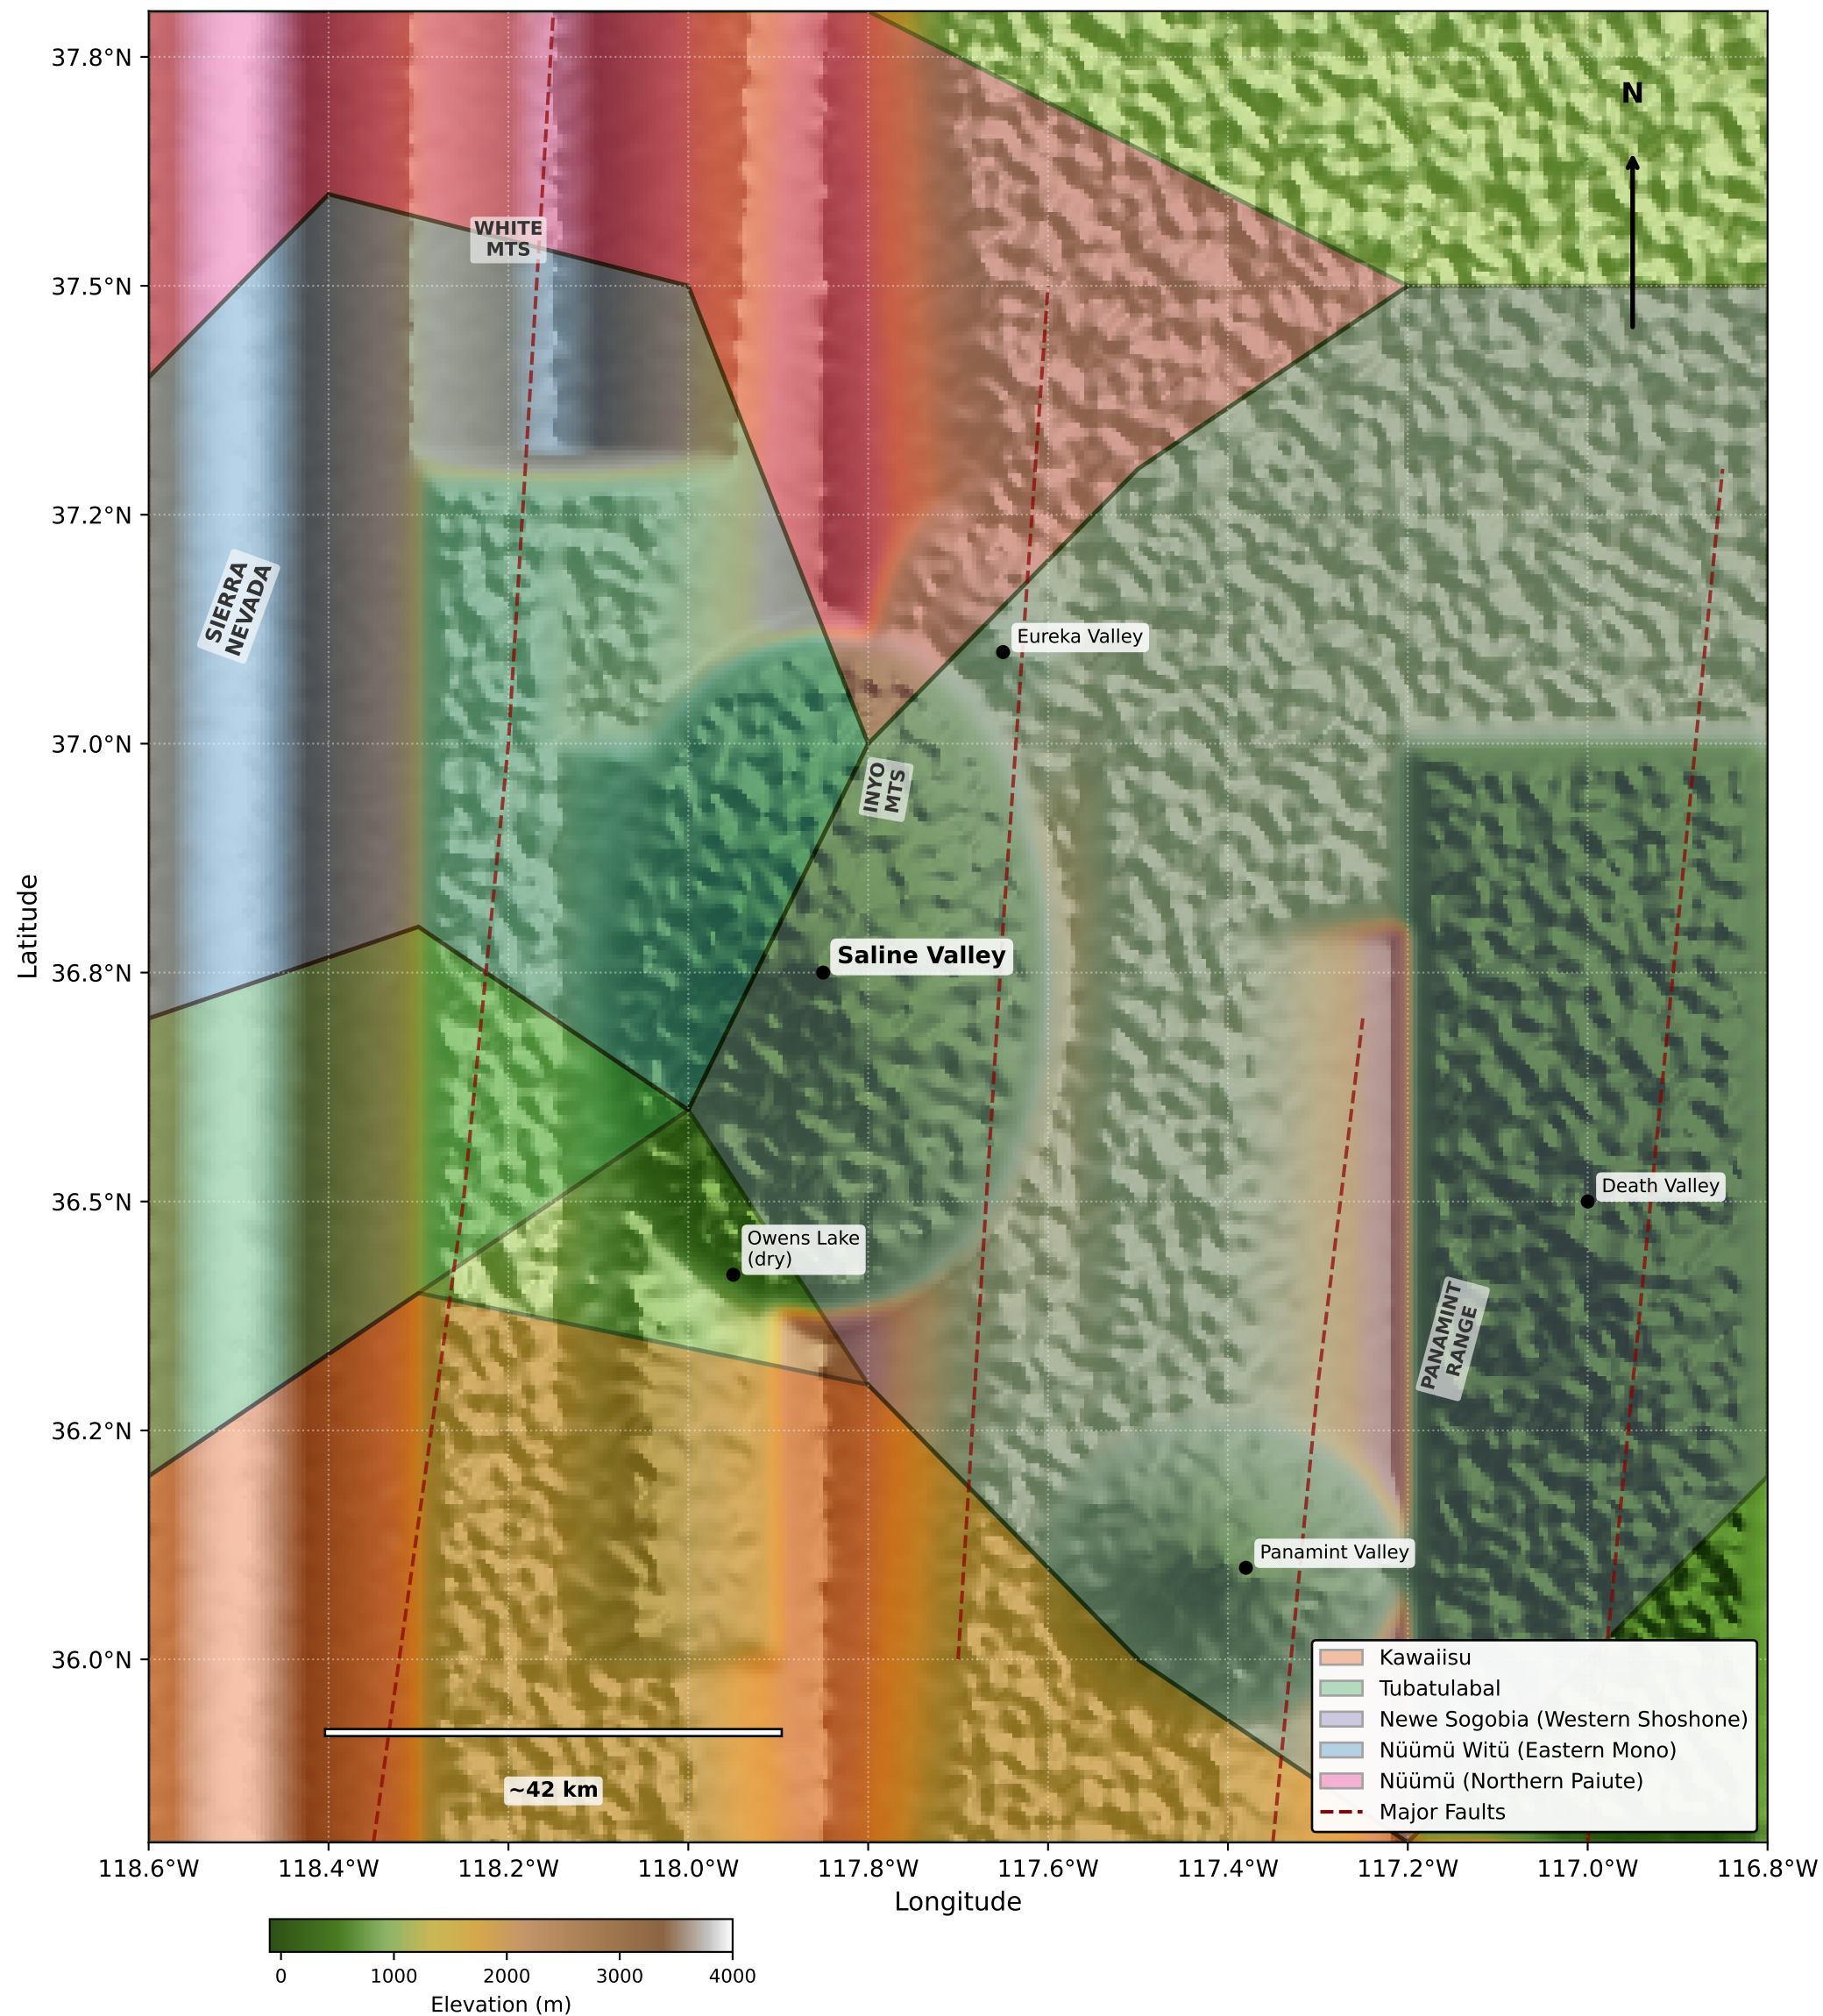 37.8°N
N
WHITE
MTS
37.5°N
37.2°N
SIERRA
NEVADA
Eureka Valley
37.0°N
INYO
MTS
Latitude
Saline Valley
36.8°N
36.5°N
Death Valley
Owens Lake
(dry)
PANAMINT
RANGE
36.2°N
Panamint Valley
36.0°N
Kawaiisu
Tubatulabal
Newe Sogobia (Western Shoshone)
Nüümü Witü (Eastern Mono)
Nüümü (Northern Paiute)
Major Faults
~42 km
118.6°W 118.4°W 118.2°W 118.0°W 117.8°W 117.6°W 117.4°W 117.2°W 117.0°W 116.8°W
Longitude
0 1000 2000 3000 4000
Elevation (m)